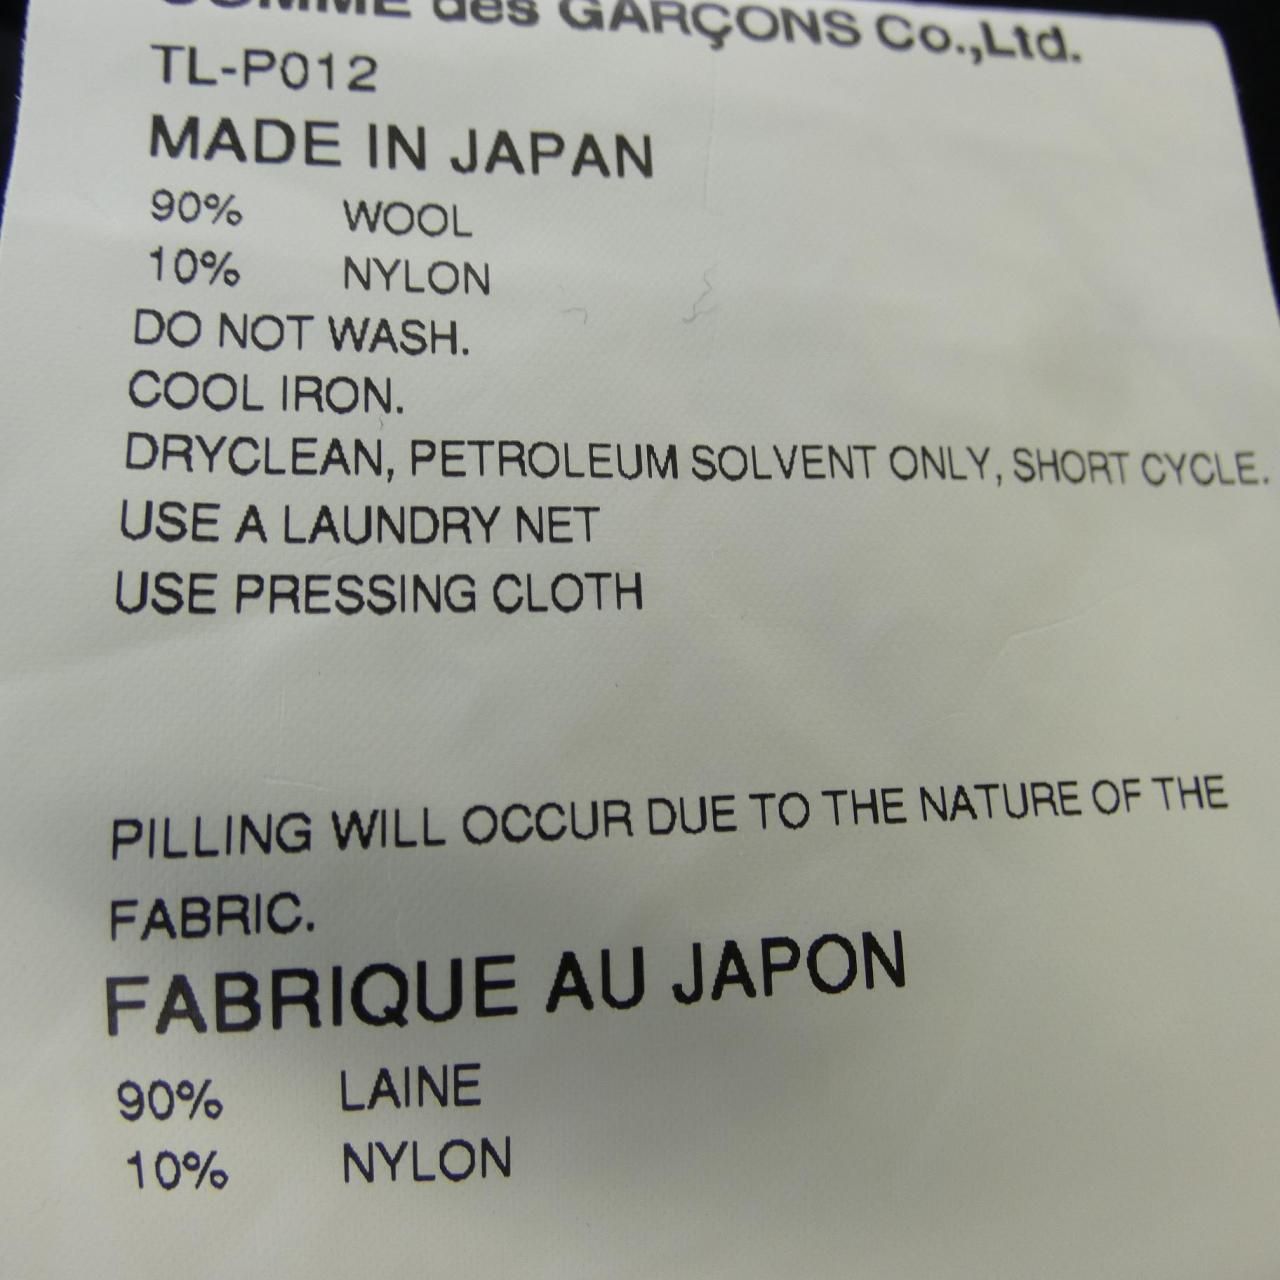 COMME des GARÇONS Co.,Ltd.
TL-P012
MADE IN JAPAN
90% WOOL
10% NYLON
DO NOT WASH.
COOL IRON.
DRYCLEAN, PETROLEUM SOLVENT ONLY, SHORT CYCLE.
USE A LAUNDRY NET
USE PRESSING CLOTH
PILLING WILL OCCUR DUE TO THE NATURE OF THE
FABRIC.
FABRIQUE AU JAPON
90% LAINE
10% NYLON